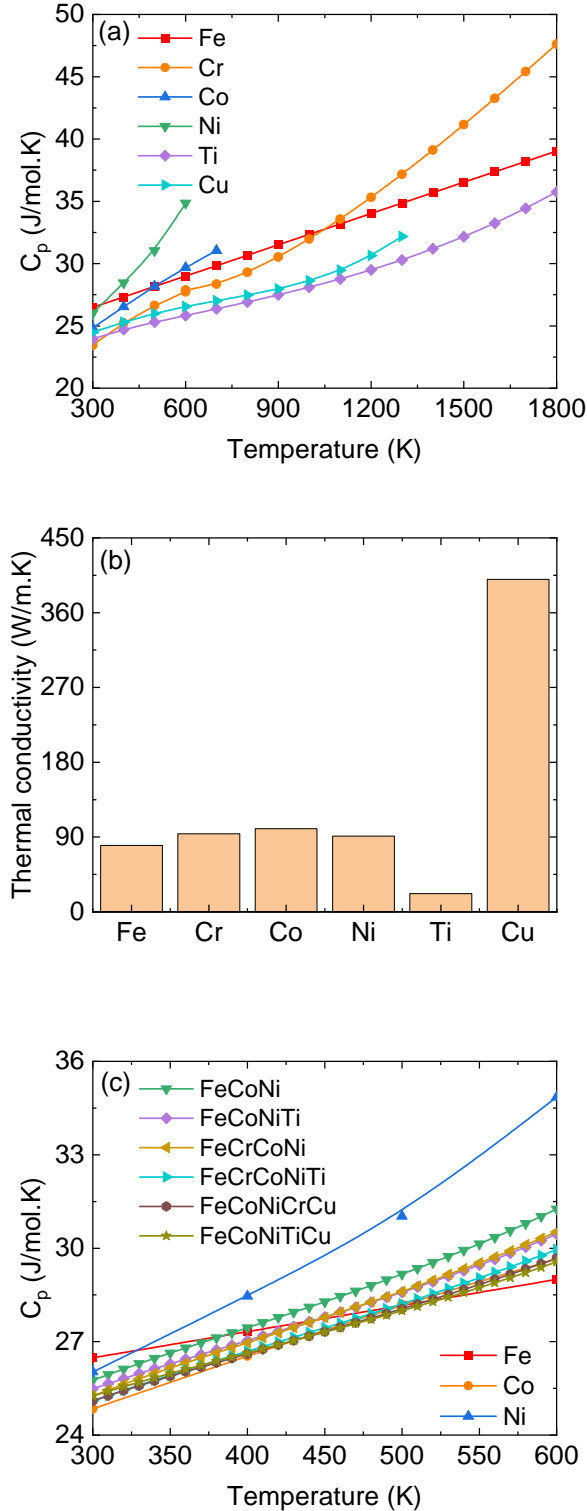 (a)
Fe
Cr
Co
Ni
Ti
Cu
50
45
40
35
30
25
20
C_p (J/mol.K)
300 600 900 1200 1500 1800
Temperature (K)
(b)
450
360
270
180
90
0
Thermal conductivity (W/m.K)
Fe Cr Co Ni Ti Cu
(c)
FeCoNi
FeCoNiTi
FeCrCoNi
FeCrCoNiTi
FeCoNiCrCu
FeCoNiTiCu
36
33
30
27
24
C_p (J/mol.K)
Fe
Co
Ni
300 350 400 450 500 550 600
Temperature (K)